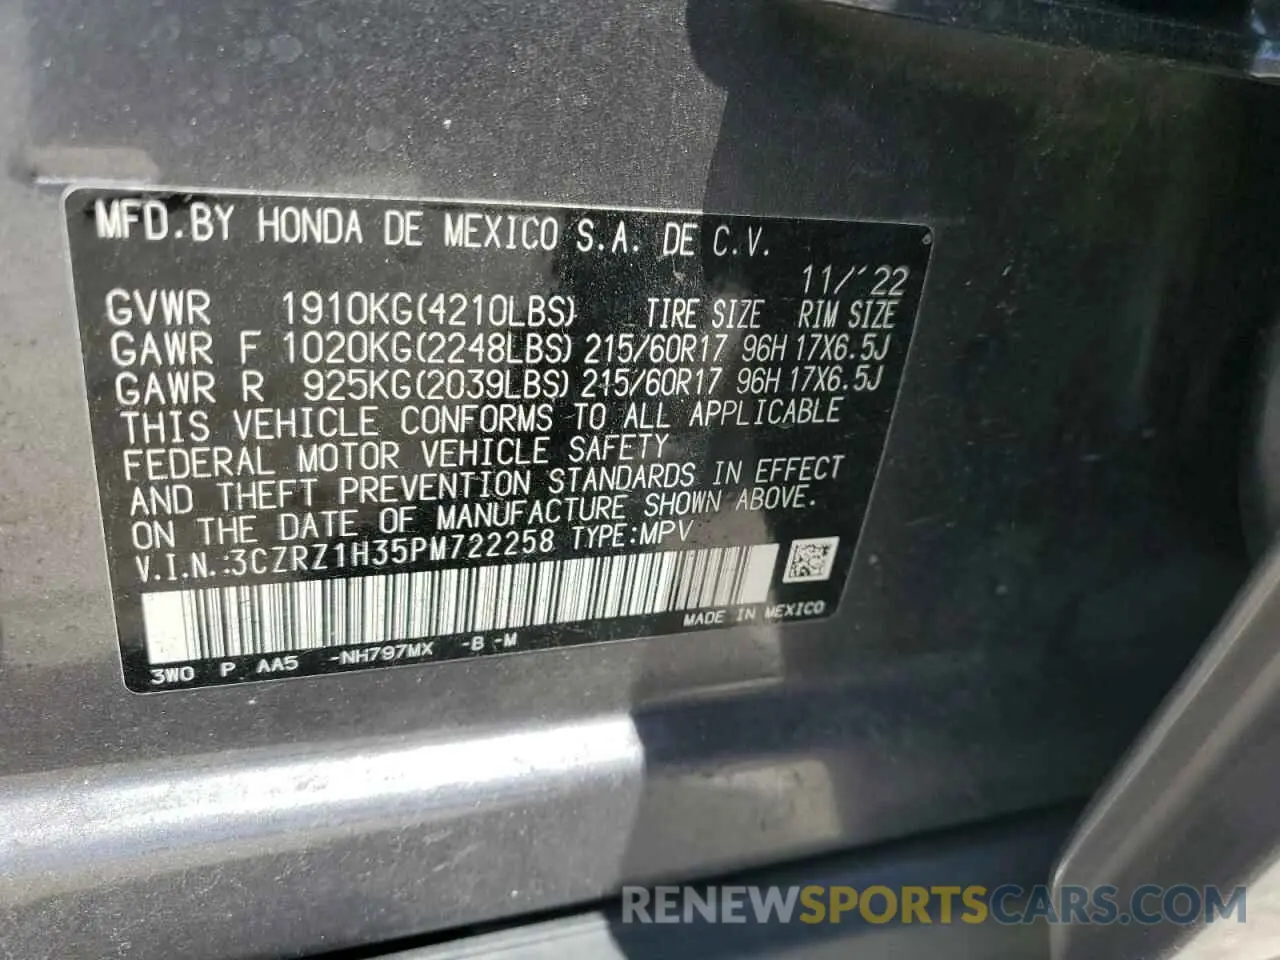 MFD.BY HONDA DE MEXICO S.A. DE C.V.
11/'22
GVWR 1910KG(4210LBS) TIRE SIZE RIM SIZE
GAWR F 1020KG(2248LBS) 215/60R17 96H 17X6.5J
GAWR R 925KG(2039LBS) 215/60R17 96H 17X6.5J
THIS VEHICLE CONFORMS TO ALL APPLICABLE
FEDERAL MOTOR VEHICLE SAFETY
AND THEFT PREVENTION STANDARDS IN EFFECT
ON THE DATE OF MANUFACTURE SHOWN ABOVE.
V.I.N.:3CZRZ1H35PM722258 TYPE:MPV
MADE IN MEXICO
3W0 P AA5 -NH797MX -B -M
RENEWSPORTSCARS.COM